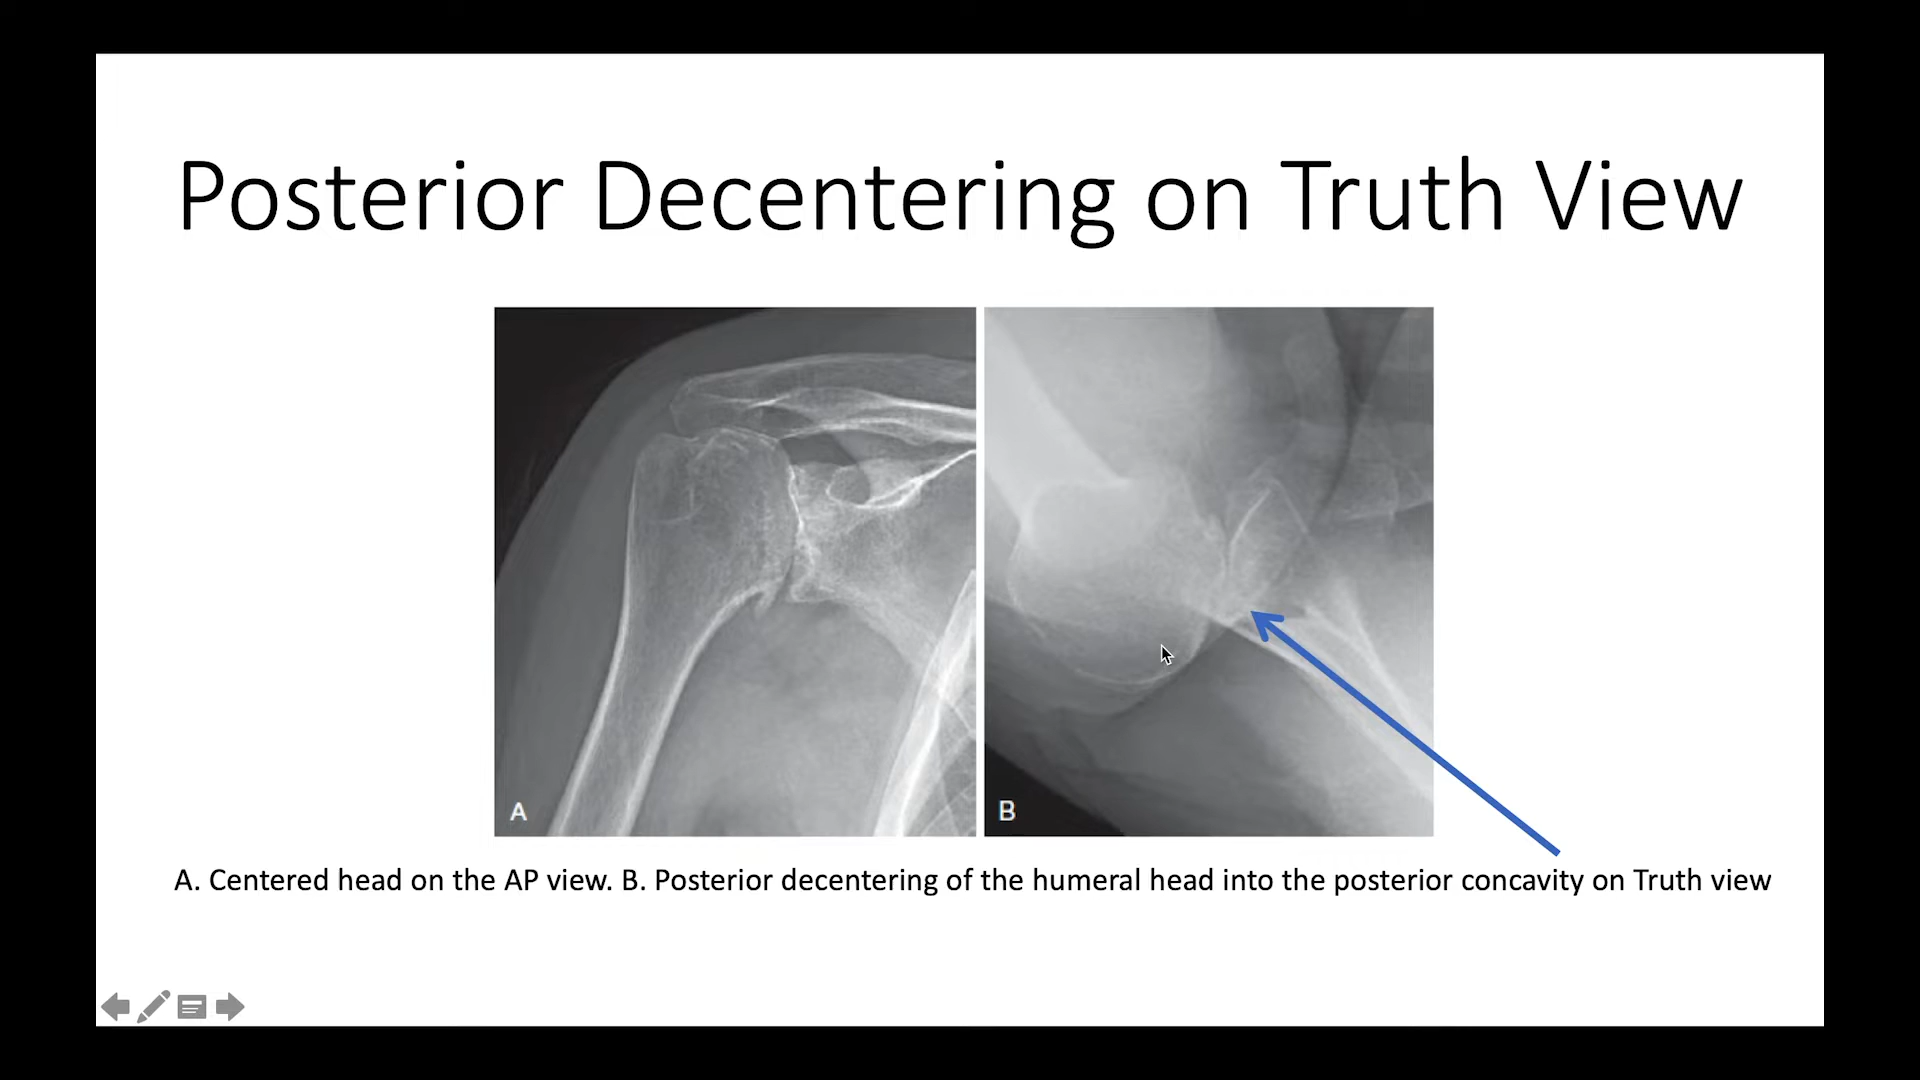 Posterior Decentering on Truth View
A
B
A. Centered head on the AP view. B. Posterior decentering of the humeral head into the posterior concavity on Truth view